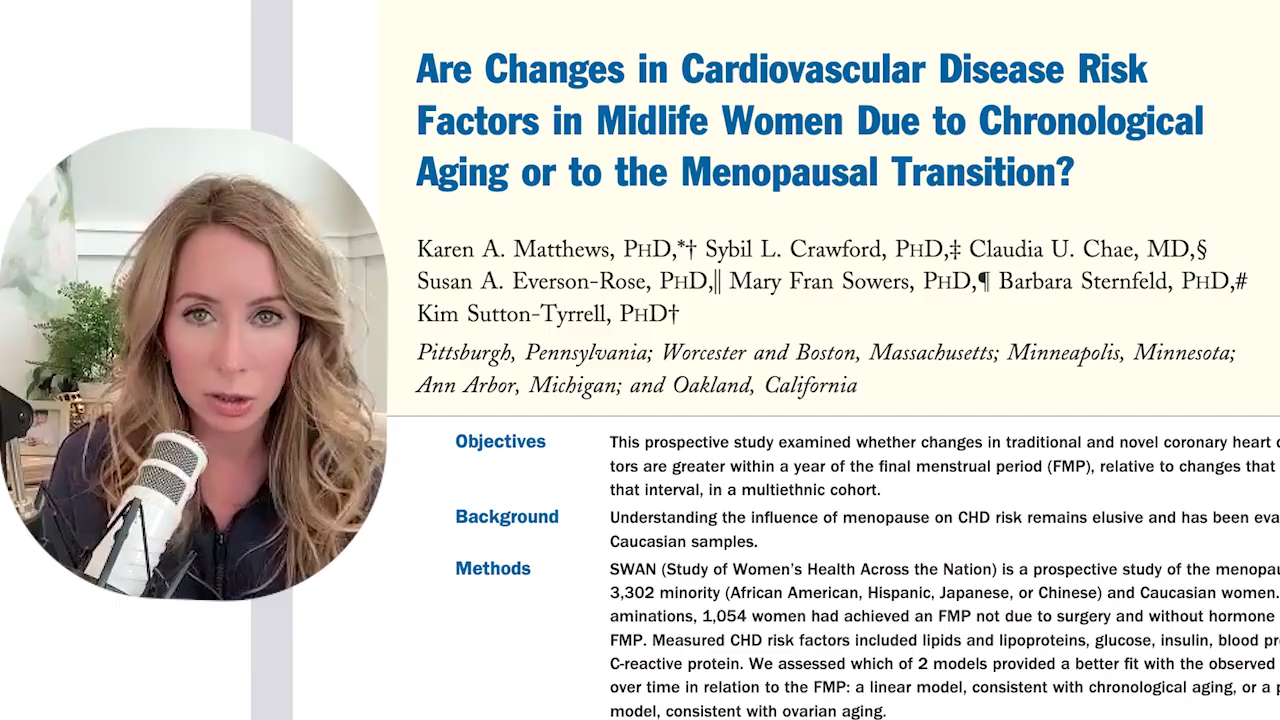 Are Changes in Cardiovascular Disease Risk
Factors in Midlife Women Due to Chronological
Aging or to the Menopausal Transition?
Karen A. Matthews, PHD,*† Sybil L. Crawford, PHD,‡ Claudia U. Chae, MD,§
Susan A. Everson-Rose, PHD,|| Mary Fran Sowers, PHD,¶ Barbara Sternfeld, PHD,#
Kim Sutton-Tyrrell, PHD†
Pittsburgh, Pennsylvania; Worcester and Boston, Massachusetts; Minneapolis, Minnesota;
Ann Arbor, Michigan; and Oakland, California
Objectives This prospective study examined whether changes in traditional and novel coronary heart
tors are greater within a year of the final menstrual period (FMP), relative to changes that
that interval, in a multiethnic cohort.
Background Understanding the influence of menopause on CHD risk remains elusive and has been
Caucasian samples.
Methods SWAN (Study of Women's Health Across the Nation) is a prospective study of the
3,302 minority (African American, Hispanic, Japanese, or Chinese) and Caucasian women.
aminations, 1,054 women had achieved an FMP not due to surgery and without hormone
FMP. Measured CHD risk factors included lipids and lipoproteins, glucose, insulin, blood
C-reactive protein. We assessed which of 2 models provided a better fit with the observed
over time in relation to the FMP: a linear model, consistent with chronological aging, or a
model, consistent with ovarian aging.